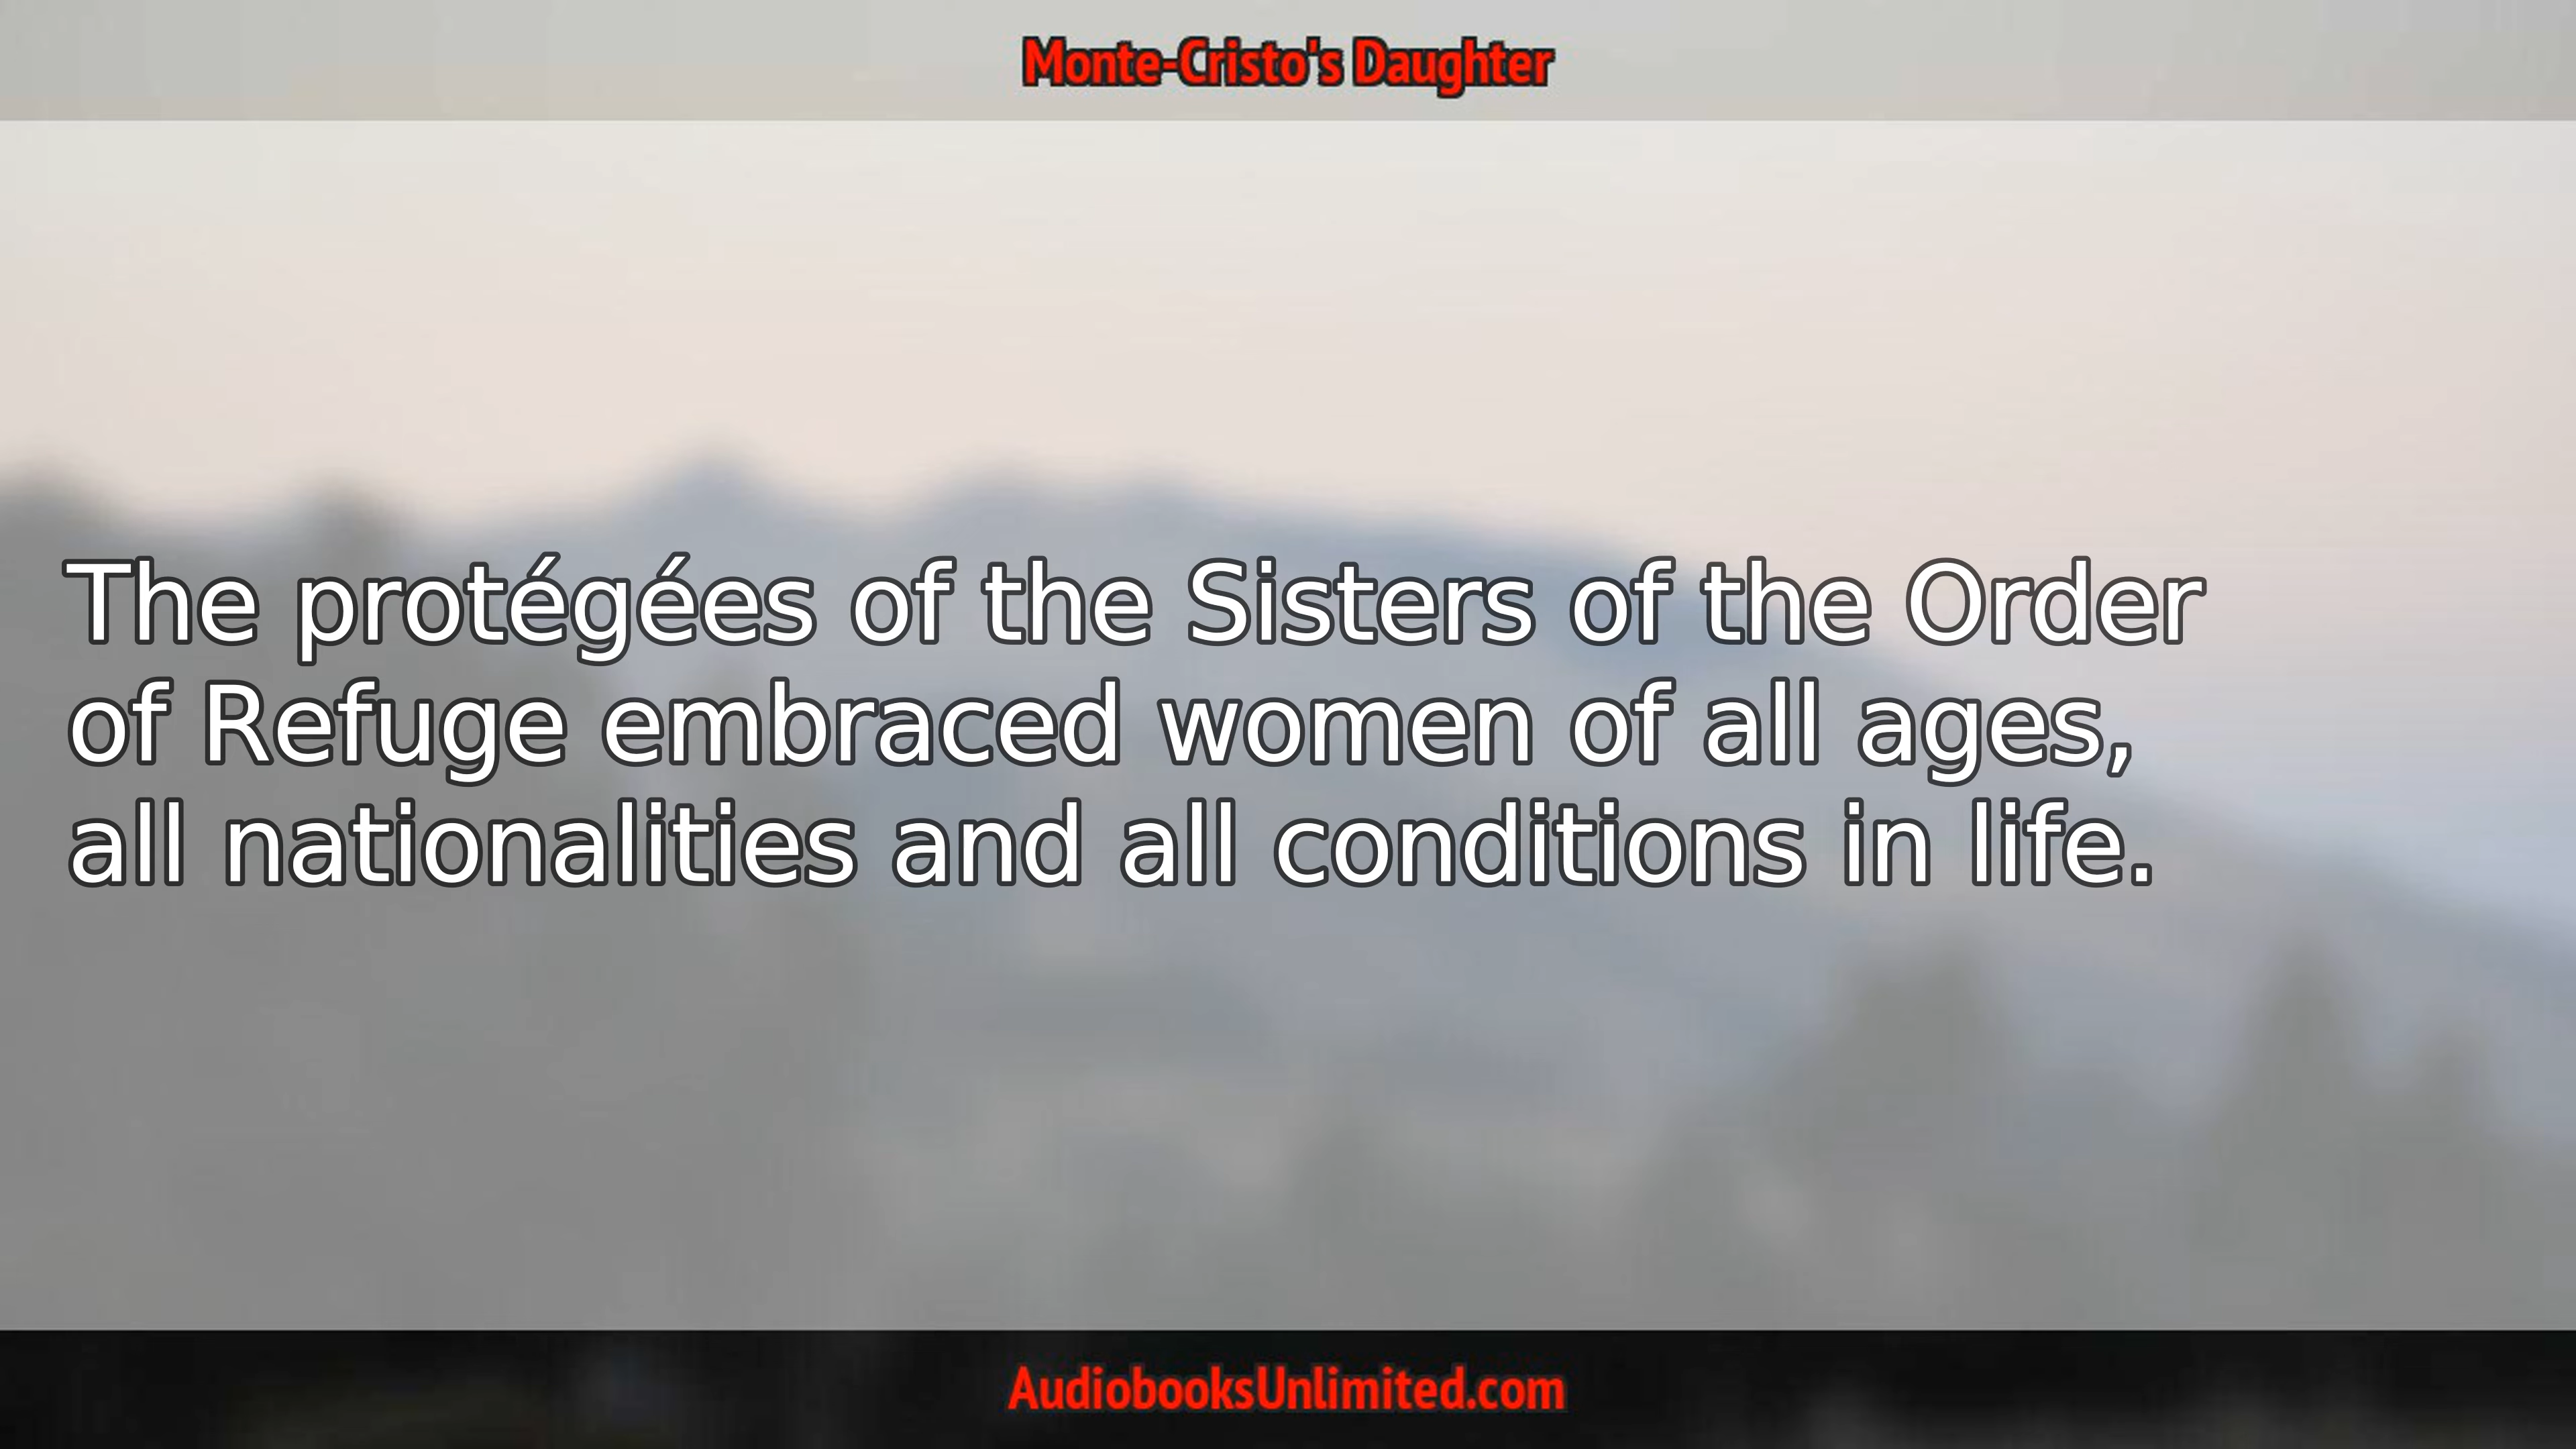 Monte-Cristo's Daughter
The protégées of the Sisters of the Order
of Refuge embraced women of all ages,
all nationalities and all conditions in life.
AudiobooksUnlimited.com